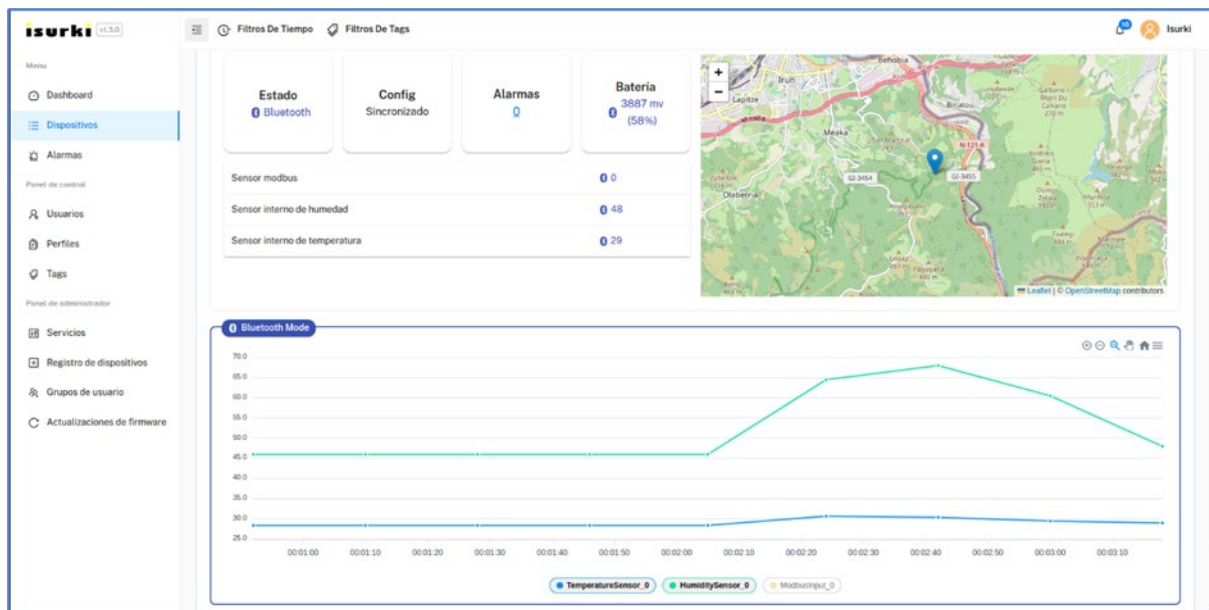 isurki v1.3.0
Filtros De Tiempo Filtros De Tags
16 Isurki
Menu
Dashboard
Dispositivos
Alarmas
Panel de control
Usuarios
Perfiles
Tags
Panel de administrador
Servicios
Registro de dispositivos
Grupos de usuario
Actualizaciones de firmware
Estado
Bluetooth
Config
Sincronizado
Alarmas
0
Batería
3887 mv
(58%)
Sensor modbus 0
Sensor interno de humedad 48
Sensor interno de temperatura 29
+
−
Behobia
Irun
Lapitze
Biriatou
Meaka
N-121-A
GI-3454
GI-3455
Olaberria
Leaflet | © OpenStreetMap contributors
Bluetooth Mode
70.0
65.0
60.0
55.0
50.0
45.0
40.0
35.0
30.0
25.0
00:01:00 00:01:10 00:01:20 00:01:30 00:01:40 00:01:50 00:02:00 00:02:10 00:02:20 00:02:30 00:02:40 00:02:50 00:03:00 00:03:10
TemperatureSensor_0 HumiditySensor_0 ModbusInput_0